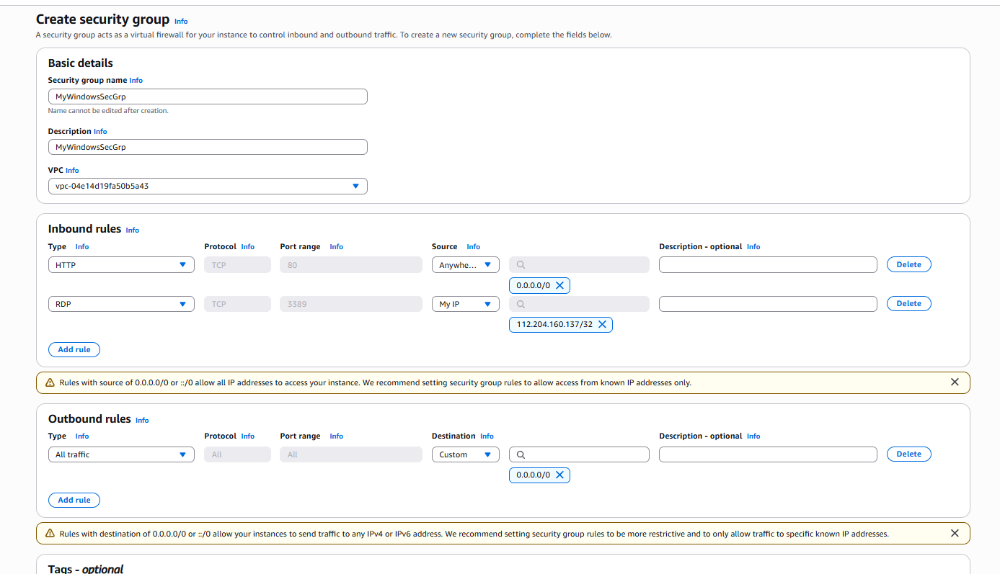 Create security group Info
A security group acts as a virtual firewall for your instance to control inbound and outbound traffic. To create a new security group, complete the fields below.
Basic details
Security group name Info
MyWindowsSecGrp
Name cannot be edited after creation.
Description Info
MyWindowsSecGrp
VPC Info
vpc-04e14d19fa50b5a43
Inbound rules Info
Type Info Protocol Info Port range Info Source Info Description - optional Info
HTTP TCP 80 Anywhe... Delete
0.0.0.0/0
RDP TCP 3389 My IP Delete
112.204.160.137/32
Add rule
Rules with source of 0.0.0.0/0 or ::/0 allow all IP addresses to access your instance. We recommend setting security group rules to allow access from known IP addresses only.
Outbound rules Info
Type Info Protocol Info Port range Info Destination Info Description - optional Info
All traffic All All Custom Delete
0.0.0.0/0
Add rule
Rules with destination of 0.0.0.0/0 or ::/0 allow your instances to send traffic to any IPv4 or IPv6 address. We recommend setting security group rules to be more restrictive and to only allow traffic to specific known IP addresses.
Tags - optional